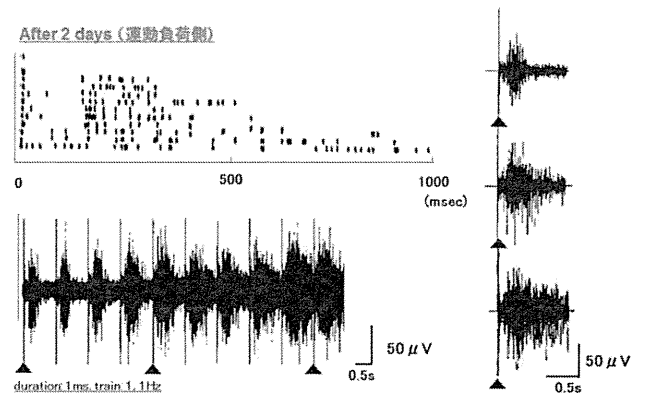 After 2 days (運動負荷側)
0 500 1000
(msec)
50 μV
0.5s
duration: 1ms, train: 1, 1Hz
50 μV
0.5s